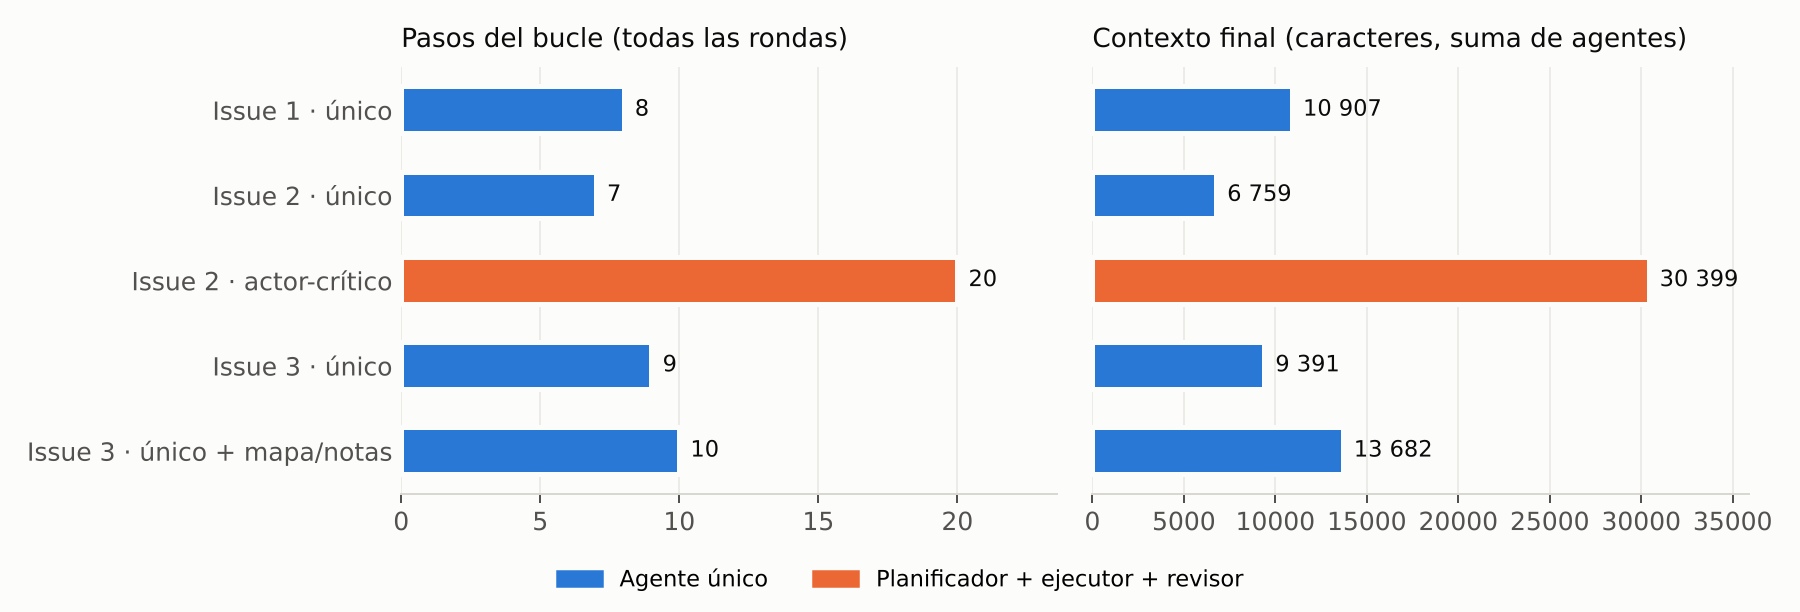 Pasos del bucle (todas las rondas)
Contexto final (caracteres, suma de agentes)
Issue 1 · único
8
10 907
Issue 2 · único
7
6 759
Issue 2 · actor-crítico
20
30 399
Issue 3 · único
9
9 391
Issue 3 · único + mapa/notas
10
13 682
0 5 10 15 20
0 5000 10000 15000 20000 25000 30000 35000
Agente único
Planificador + ejecutor + revisor